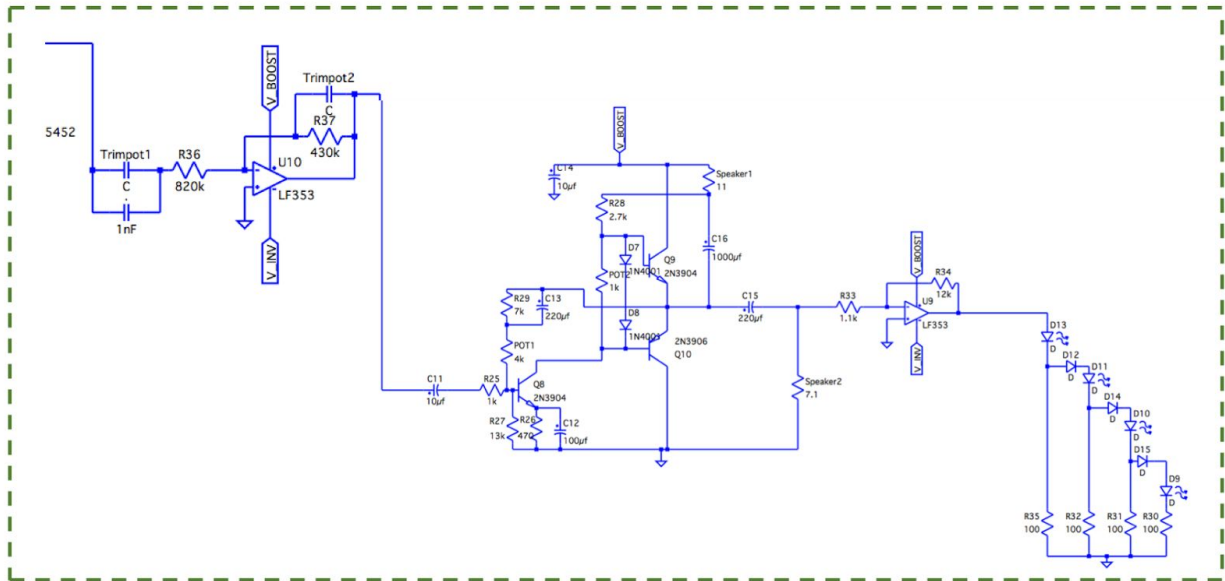 V_BOOST
Trimpot2
C
R37
430k
5452
Trimpot1
C
1nF
R36
820k
U10
LF353
V_INV
V_BOOST
C14
10µf
Speaker1
11
R28
2.7k
D7
1N4001
Q9
2N3904
C16
1000µf
POT2
1k
R29
7k
C13
220µf
D8
1N4001
2N3906
Q10
C15
220µf
POT1
4k
C11
10µf
R25
1k
Q8
2N3904
R27
13k
R26
470
C12
100µf
Speaker2
7.1
R33
1.1k
V_BOOST
R34
12k
U9
LF353
V_INV
D13
D
D12
D
D11
D
D14
D
D10
D
D15
D
D9
D
R35
100
R32
100
R31
100
R30
100